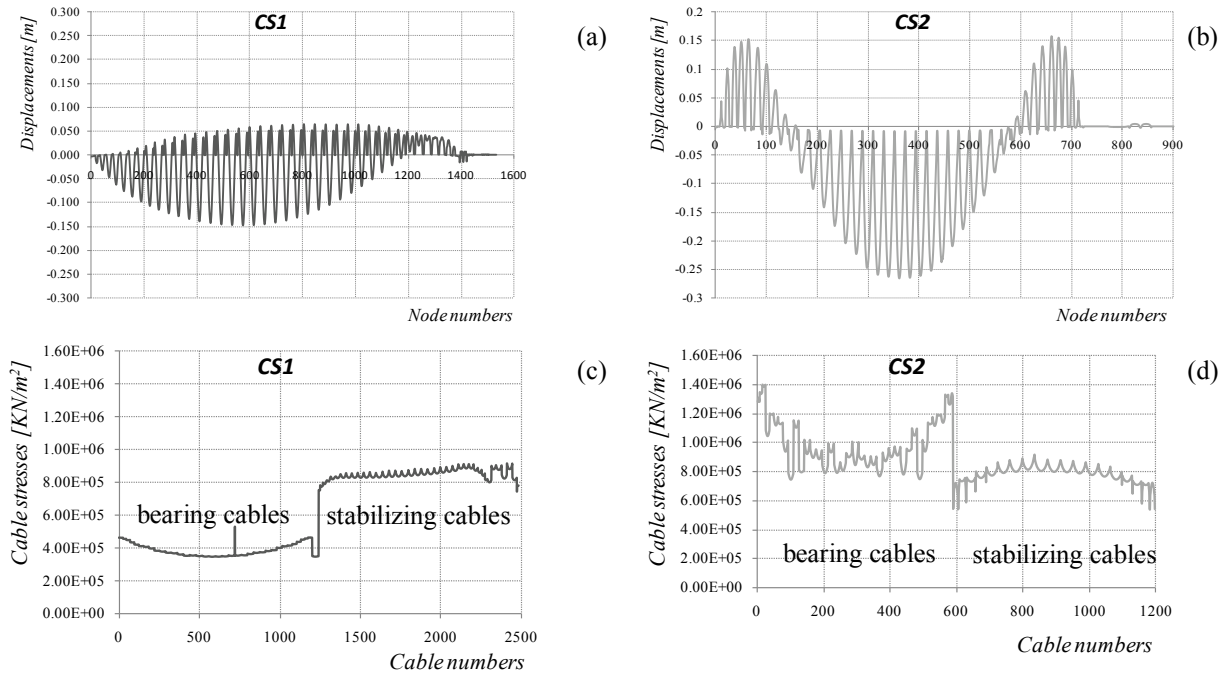 CS1
(a)
Displacements [m]
0.300
0.250
0.200
0.150
0.100
0.050
0.000
-0.050
-0.100
-0.150
-0.200
-0.250
-0.300
0 200 400 600 800 1000 1200 1400 1600
Node numbers
CS2
(b)
Displacements [m]
0.2
0.15
0.1
0.05
0
-0.05
-0.1
-0.15
-0.2
-0.25
-0.3
0 100 200 300 400 500 600 700 800 900
Node numbers
CS1
(c)
Cable stresses [KN/m²]
1.60E+06
1.40E+06
1.20E+06
1.00E+06
8.00E+05
6.00E+05
4.00E+05
2.00E+05
0.00E+00
bearing cables
stabilizing cables
0 500 1000 1500 2000 2500
Cable numbers
CS2
(d)
Cable stresses [KN/m²]
1.60E+06
1.40E+06
1.20E+06
1.00E+06
8.00E+05
6.00E+05
4.00E+05
2.00E+05
0.00E+00
bearing cables
stabilizing cables
0 200 400 600 800 1000 1200
Cable numbers